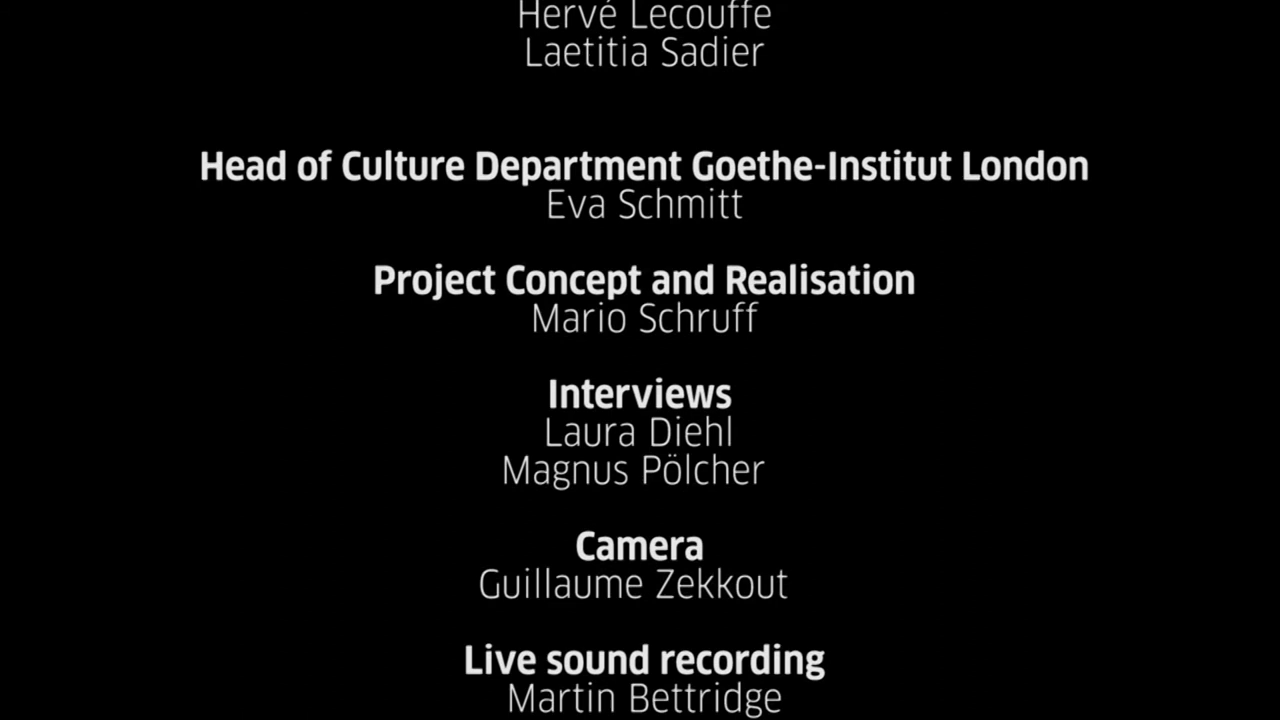 Hervé Lecouffe
Laetitia Sadier
Head of Culture Department Goethe-Institut London
Eva Schmitt
Project Concept and Realisation
Mario Schruff
Interviews
Laura Diehl
Magnus Pölcher
Camera
Guillaume Zekkout
Live sound recording
Martin Bettridge